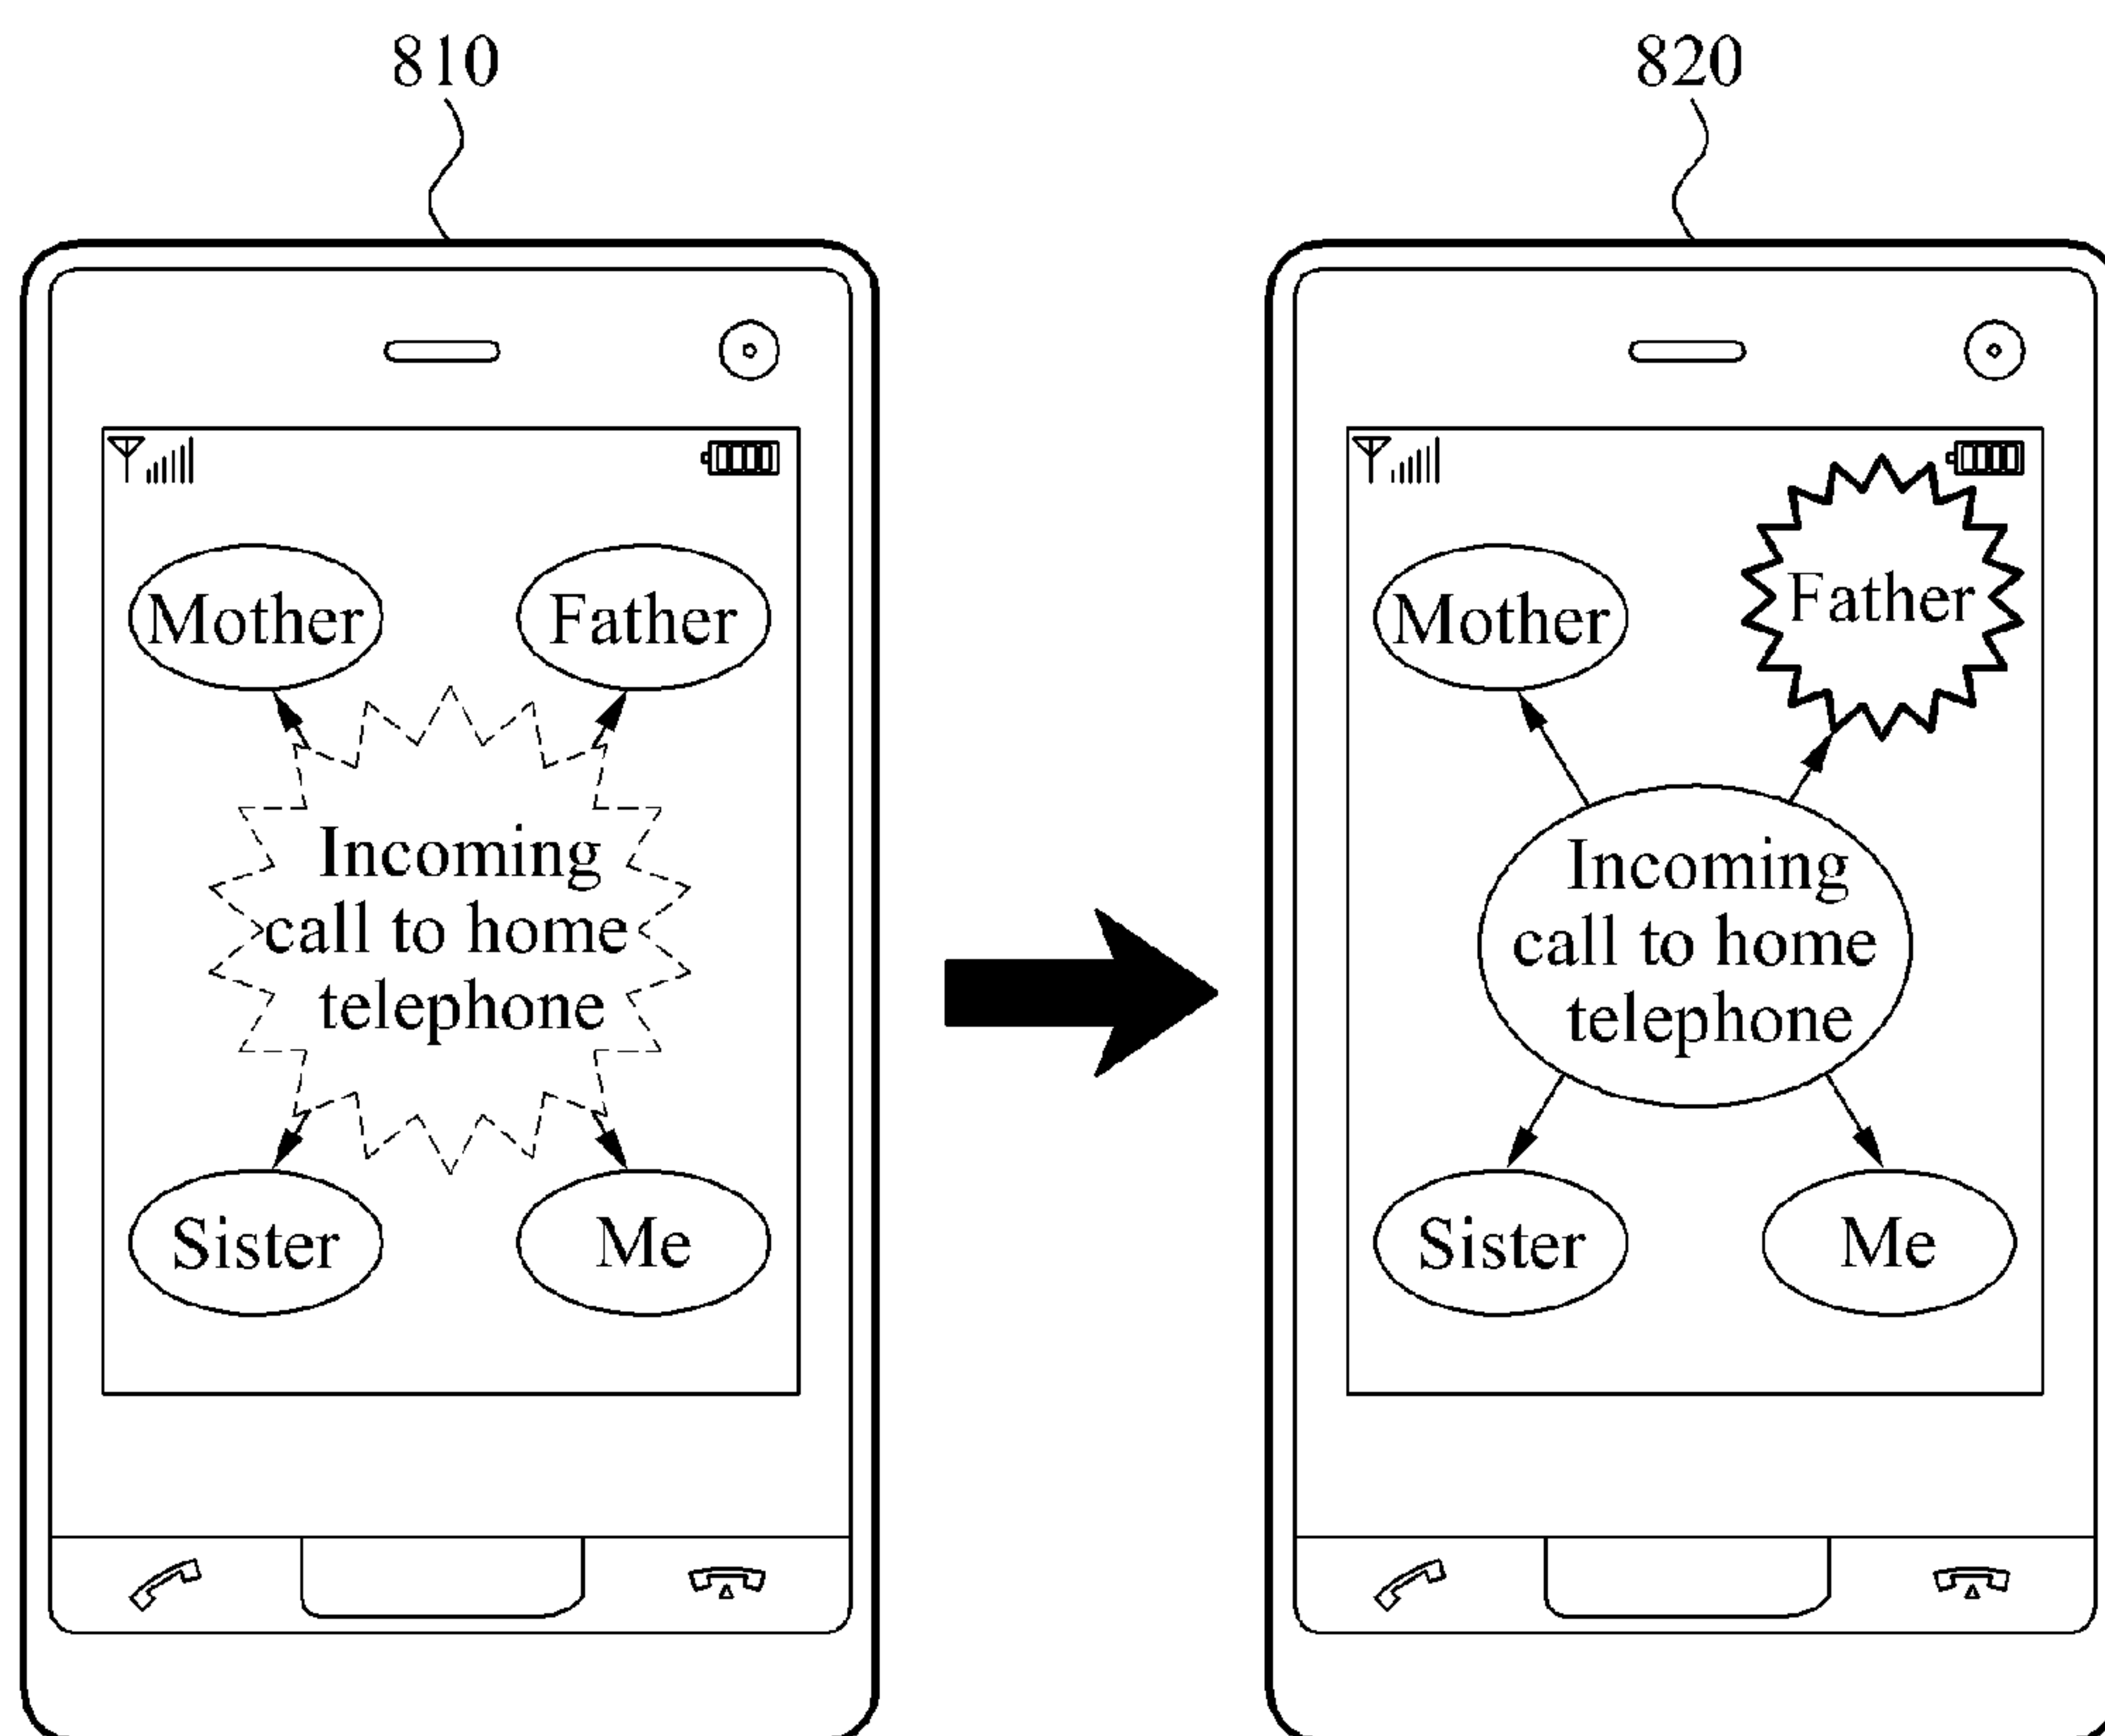 810
820
Mother
Father
Incoming
call to home
telephone
Sister
Me
Mother
Father
Incoming
call to home
telephone
Sister
Me